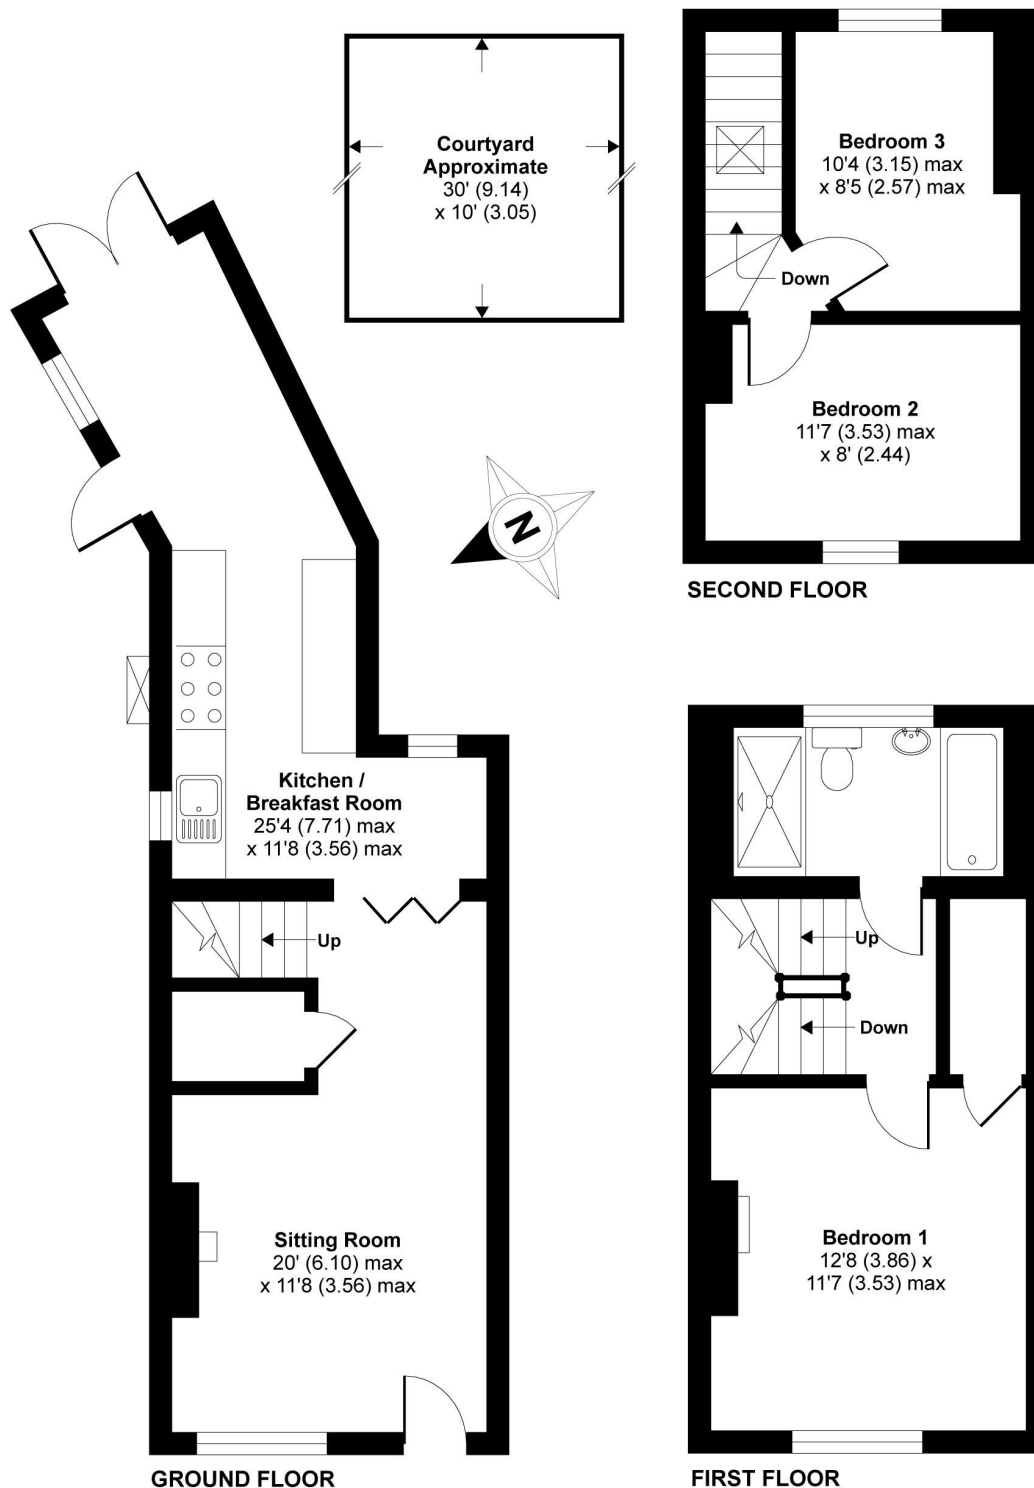 Courtyard
Approximate
30' (9.14)
x 10' (3.05)
Bedroom 3
10'4 (3.15) max
x 8'5 (2.57) max
Down
Bedroom 2
11'7 (3.53) max
x 8' (2.44)
SECOND FLOOR
N
Kitchen /
Breakfast Room
25'4 (7.71) max
x 11'8 (3.56) max
Up
Sitting Room
20' (6.10) max
x 11'8 (3.56) max
GROUND FLOOR
Up
Down
Bedroom 1
12'8 (3.86) x
11'7 (3.53) max
FIRST FLOOR